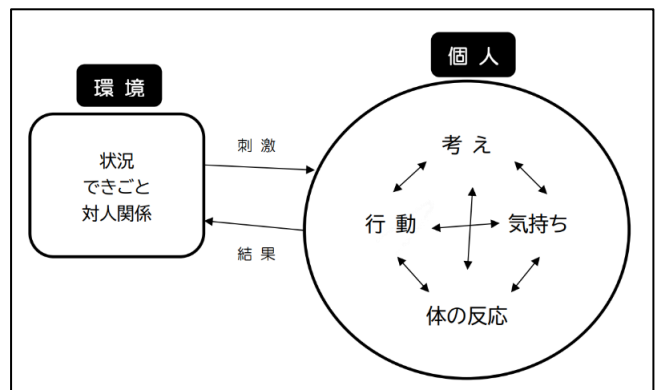 環境
個人
状況
できごと
対人関係
刺激
結果
考え
行動
気持ち
体の反応